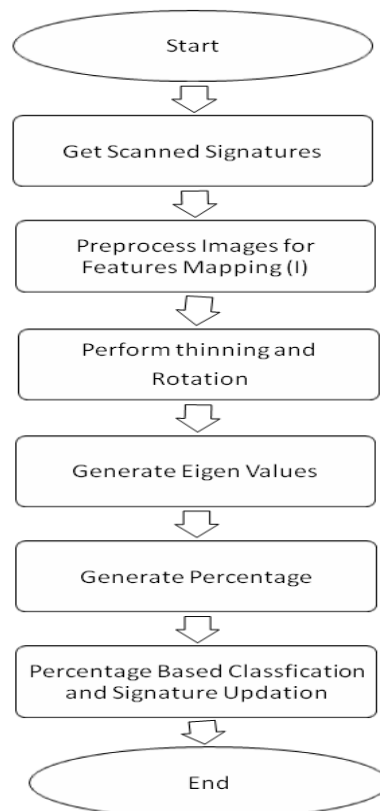 Start
Get Scanned Signatures
Preprocess Images for
Features Mapping (I)
Perform thinning and
Rotation
Generate Eigen Values
Generate Percentage
Percentage Based Classfication
and Signature Updation
End